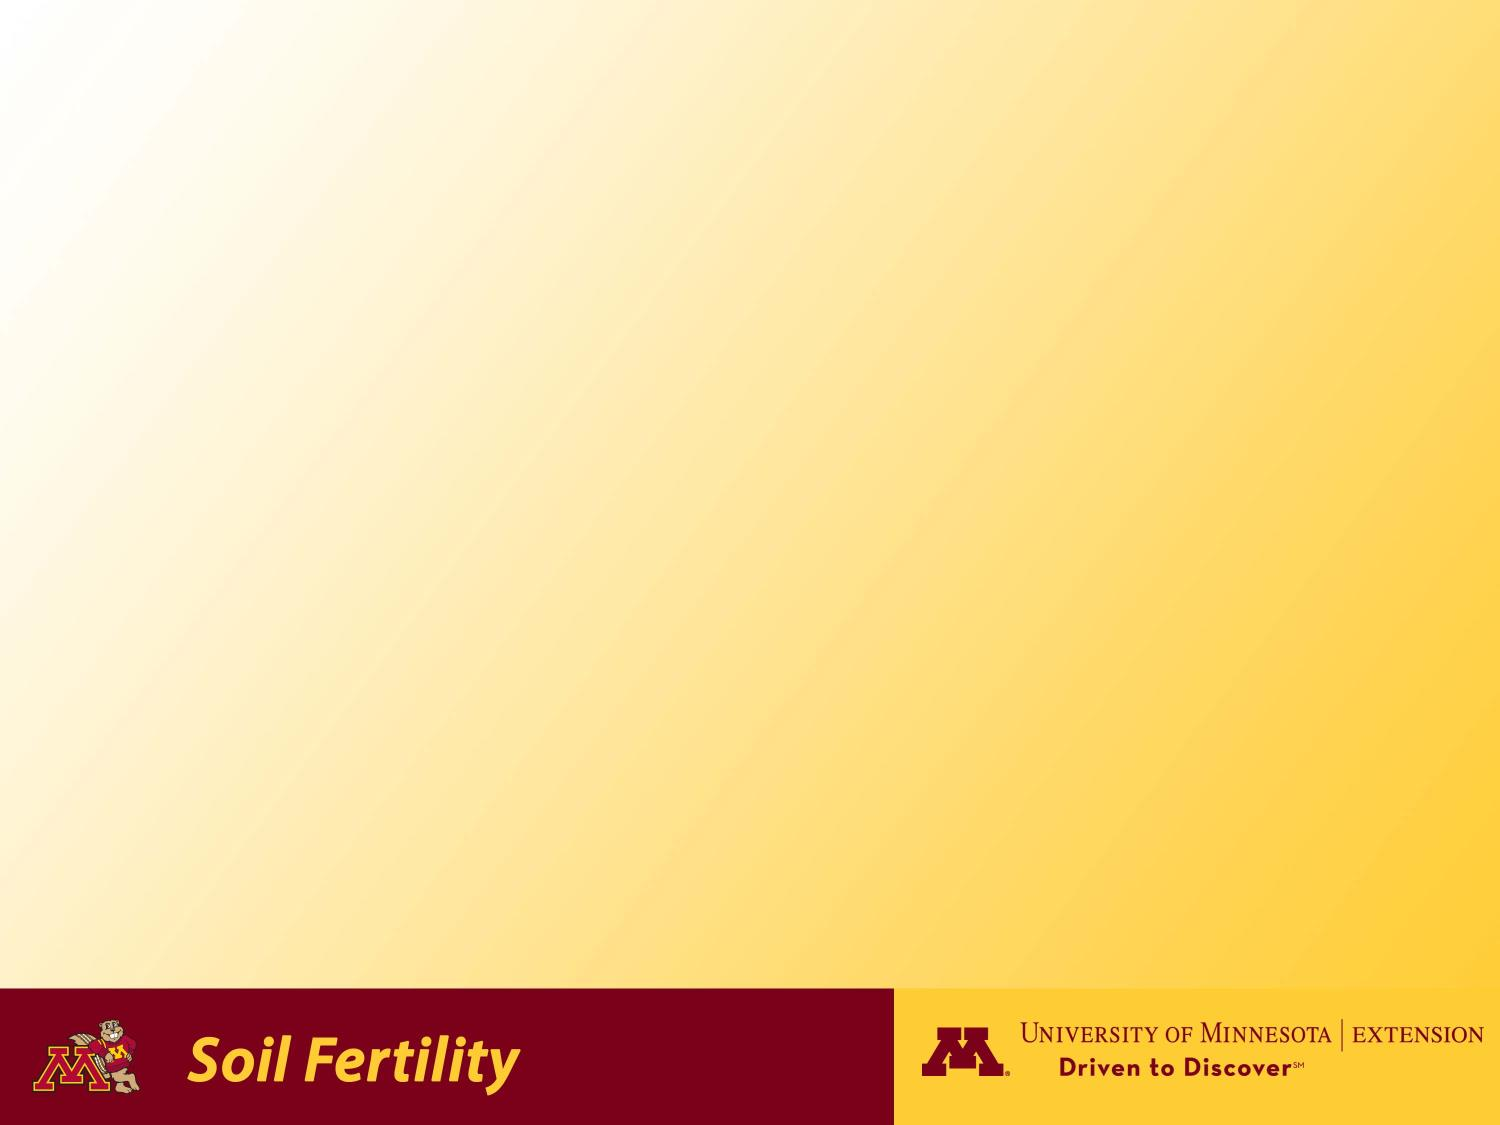 Soil Fertility
University of Minnesota | Extension
Driven to Discover℠